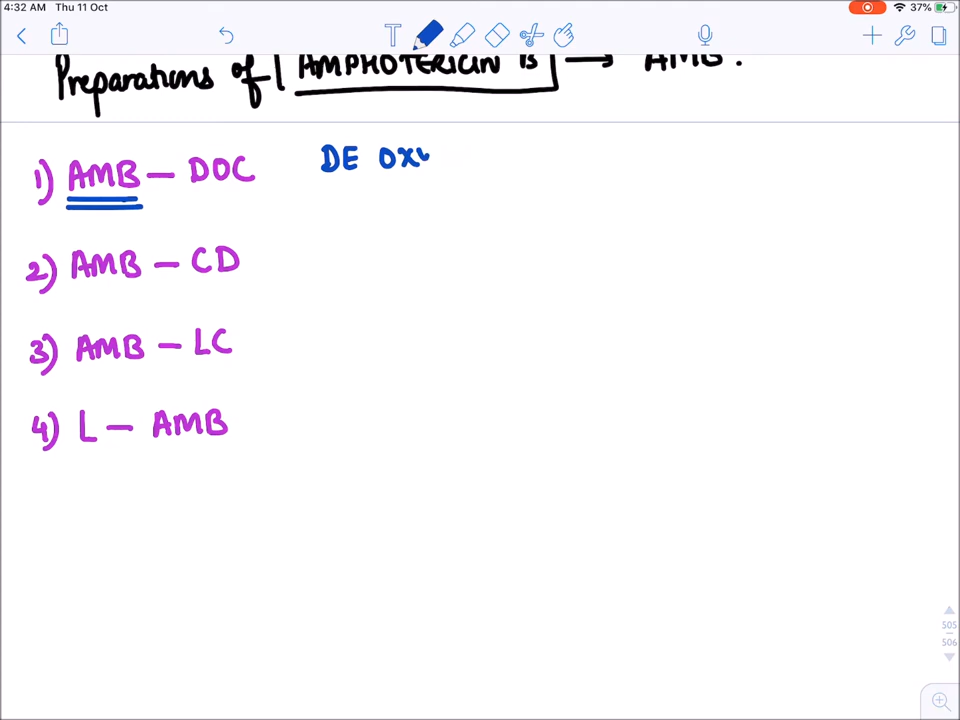 4:32 AM Thu 11 Oct
37%
T
Preparations of AMPHOTERICIN B → AMB.
1) AMB — DOC DE OXY
2) AMB — CD
3) AMB — LC
4) L — AMB
505
506